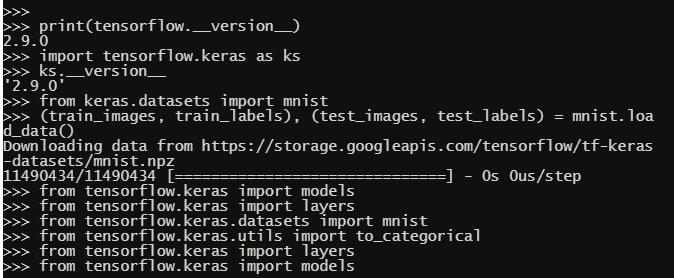 >>>
>>> print(tensorflow.__version__)
2.9.0
>>> import tensorflow.keras as ks
>>> ks.__version__
'2.9.0'
>>> from keras.datasets import mnist
>>> (train_images, train_labels), (test_images, test_labels) = mnist.loa
d_data()
Downloading data from https://storage.googleapis.com/tensorflow/tf-keras
-datasets/mnist.npz
11490434/11490434 [==============================] - 0s 0us/step
>>> from tensorflow.keras import models
>>> from tensorflow.keras import layers
>>> from tensorflow.keras.datasets import mnist
>>> from tensorflow.keras.utils import to_categorical
>>> from tensorflow.keras import layers
>>> from tensorflow.keras import models